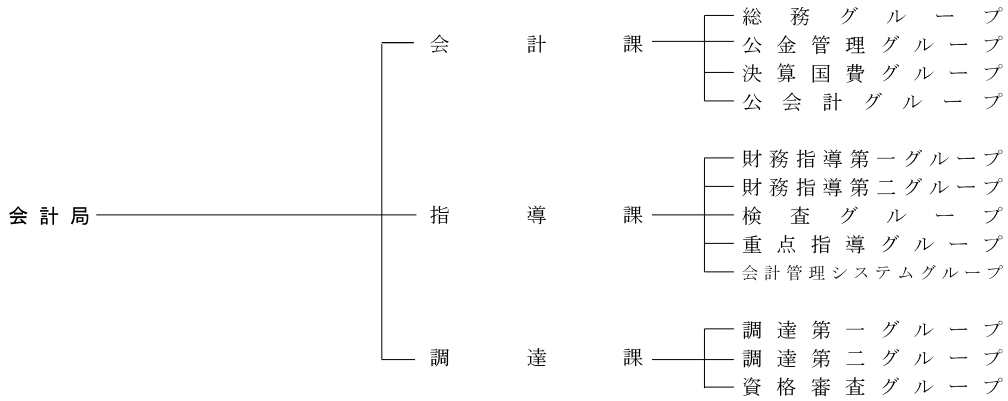 会計局
会計課
総務グループ
公金管理グループ
決算国費グループ
公会計グループ
指導課
財務指導第一グループ
財務指導第二グループ
検査グループ
重点指導グループ
会計管理システムグループ
調達課
調達第一グループ
調達第二グループ
資格審査グループ